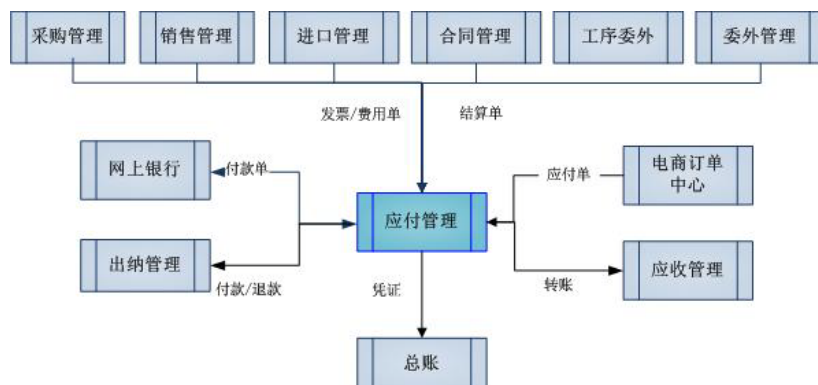 采购管理
销售管理
进口管理
合同管理
工序委外
委外管理
发票/费用单
结算单
网上银行
付款单
应付单
电商订单
中心
应付管理
出纳管理
付款/退款
凭证
转账
应收管理
总账